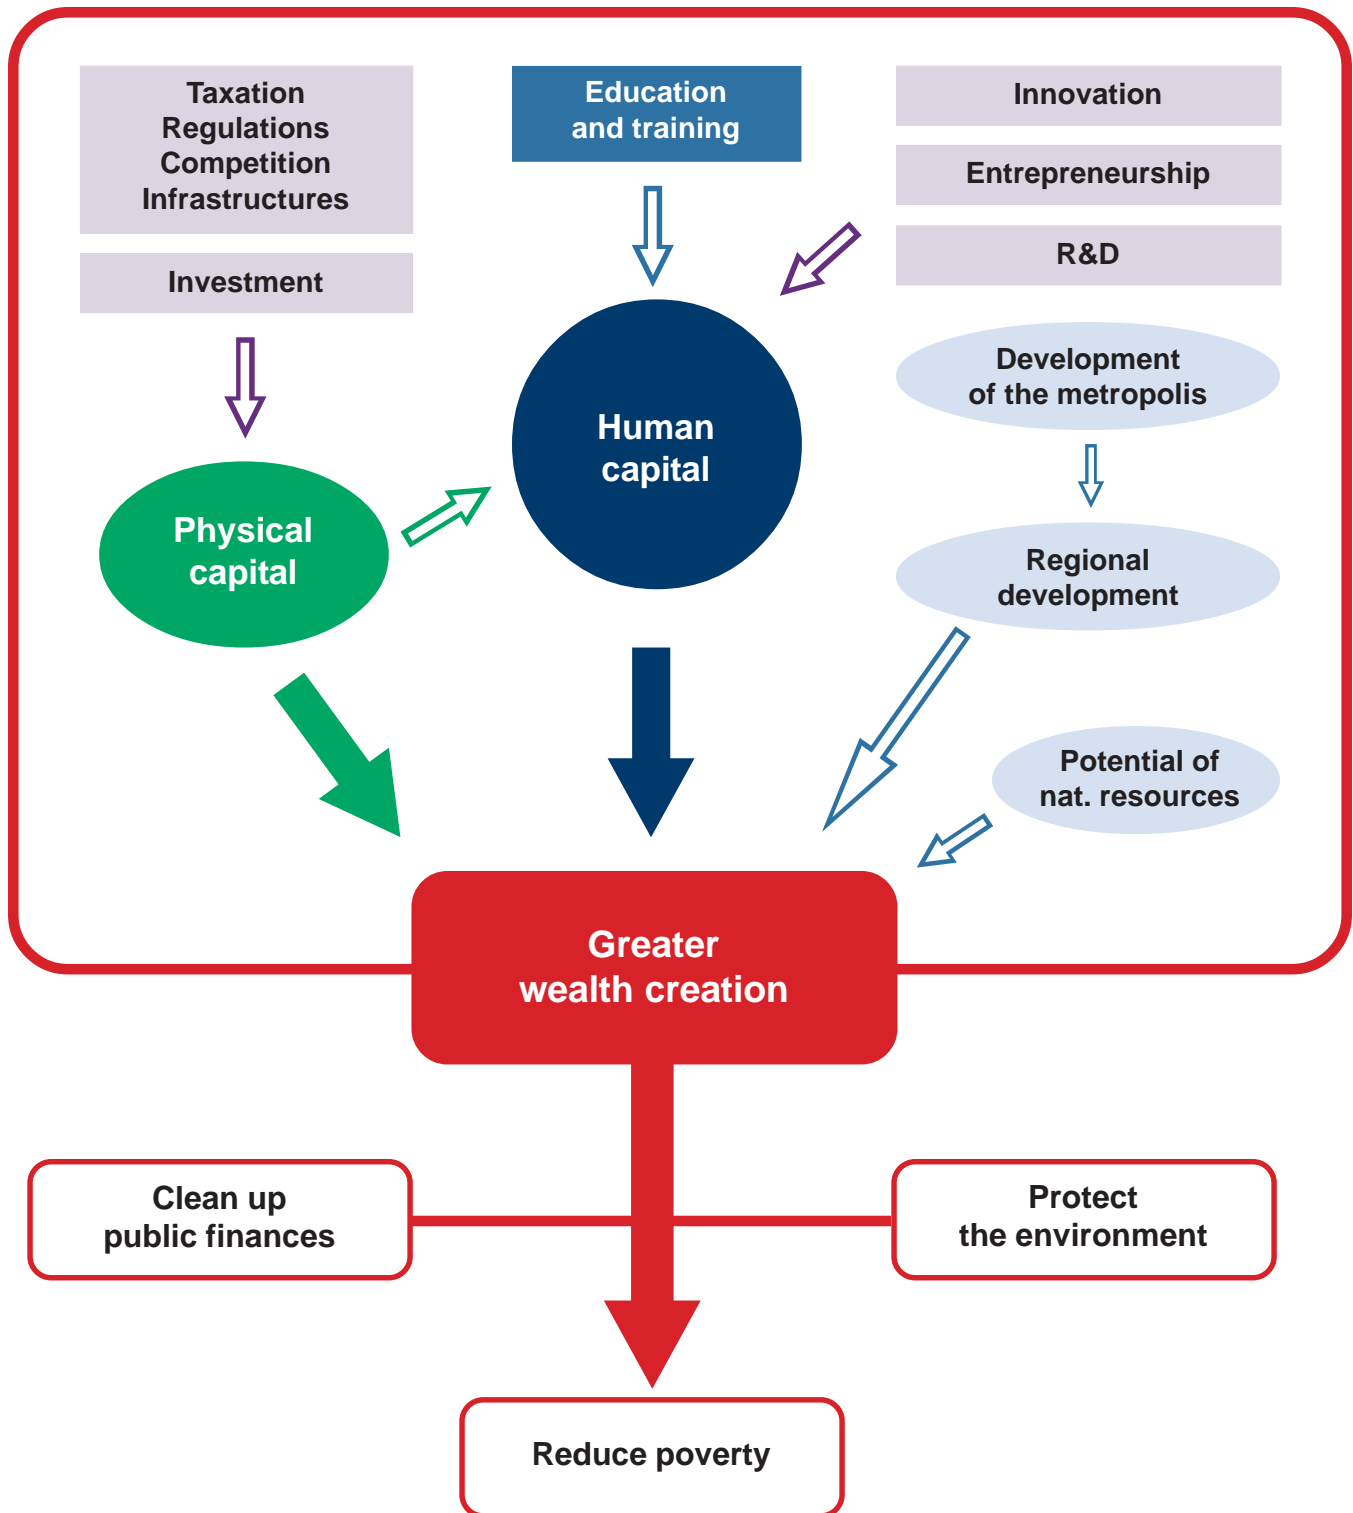 Taxation
Regulations
Competition
Infrastructures
Investment
Education
and training
Innovation
Entrepreneurship
R&D
Human
capital
Physical
capital
Development
of the metropolis
Regional
development
Potential of
nat. resources
Greater
wealth creation
Clean up
public finances
Protect
the environment
Reduce poverty